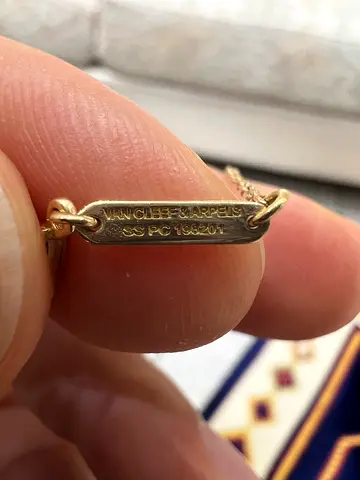 VAN CLEEF & ARPELS
SS PC 198201